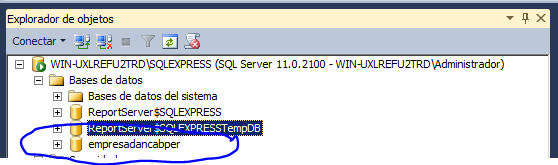 Explorador de objetos
Conectar
WIN-UXLREFU2TRD\SQLEXPRESS (SQL Server 11.0.2100 - WIN-UXLREFU2TRD\Administrador)
Bases de datos
Bases de datos del sistema
ReportServer$SQLEXPRESS
ReportServer$SQLEXPRESSTempDB
empresadancabper